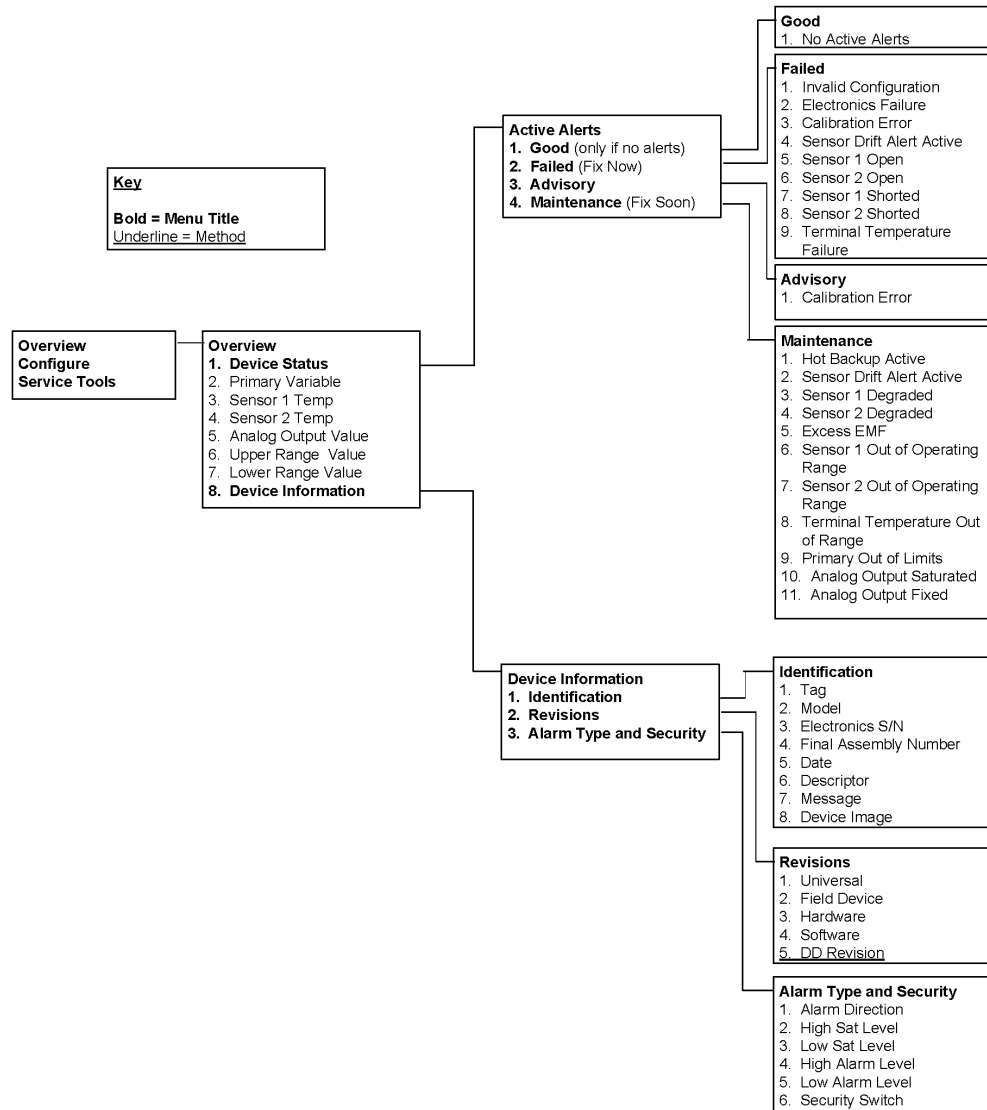 Key
Bold = Menu Title
Underline = Method
Overview
Configure
Service Tools
Overview
1. Device Status
2. Primary Variable
3. Sensor 1 Temp
4. Sensor 2 Temp
5. Analog Output Value
6. Upper Range Value
7. Lower Range Value
8. Device Information
Active Alerts
1. Good (only if no alerts)
2. Failed (Fix Now)
3. Advisory
4. Maintenance (Fix Soon)
Good
1. No Active Alerts
Failed
1. Invalid Configuration
2. Electronics Failure
3. Calibration Error
4. Sensor Drift Alert Active
5. Sensor 1 Open
6. Sensor 2 Open
7. Sensor 1 Shorted
8. Sensor 2 Shorted
9. Terminal Temperature
Failure
Advisory
1. Calibration Error
Maintenance
1. Hot Backup Active
2. Sensor Drift Alert Active
3. Sensor 1 Degraded
4. Sensor 2 Degraded
5. Excess EMF
6. Sensor 1 Out of Operating
Range
7. Sensor 2 Out of Operating
Range
8. Terminal Temperature Out
of Range
9. Primary Out of Limits
10. Analog Output Saturated
11. Analog Output Fixed
Device Information
1. Identification
2. Revisions
3. Alarm Type and Security
Identification
1. Tag
2. Model
3. Electronics S/N
4. Final Assembly Number
5. Date
6. Descriptor
7. Message
8. Device Image
Revisions
1. Universal
2. Field Device
3. Hardware
4. Software
5. DD Revision
Alarm Type and Security
1. Alarm Direction
2. High Sat Level
3. Low Sat Level
4. High Alarm Level
5. Low Alarm Level
6. Security Switch